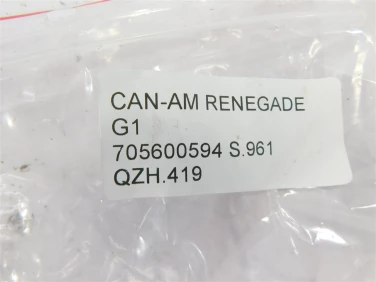 CAN-AM RENEGADE
G1
705600594 S.961
QZH.419